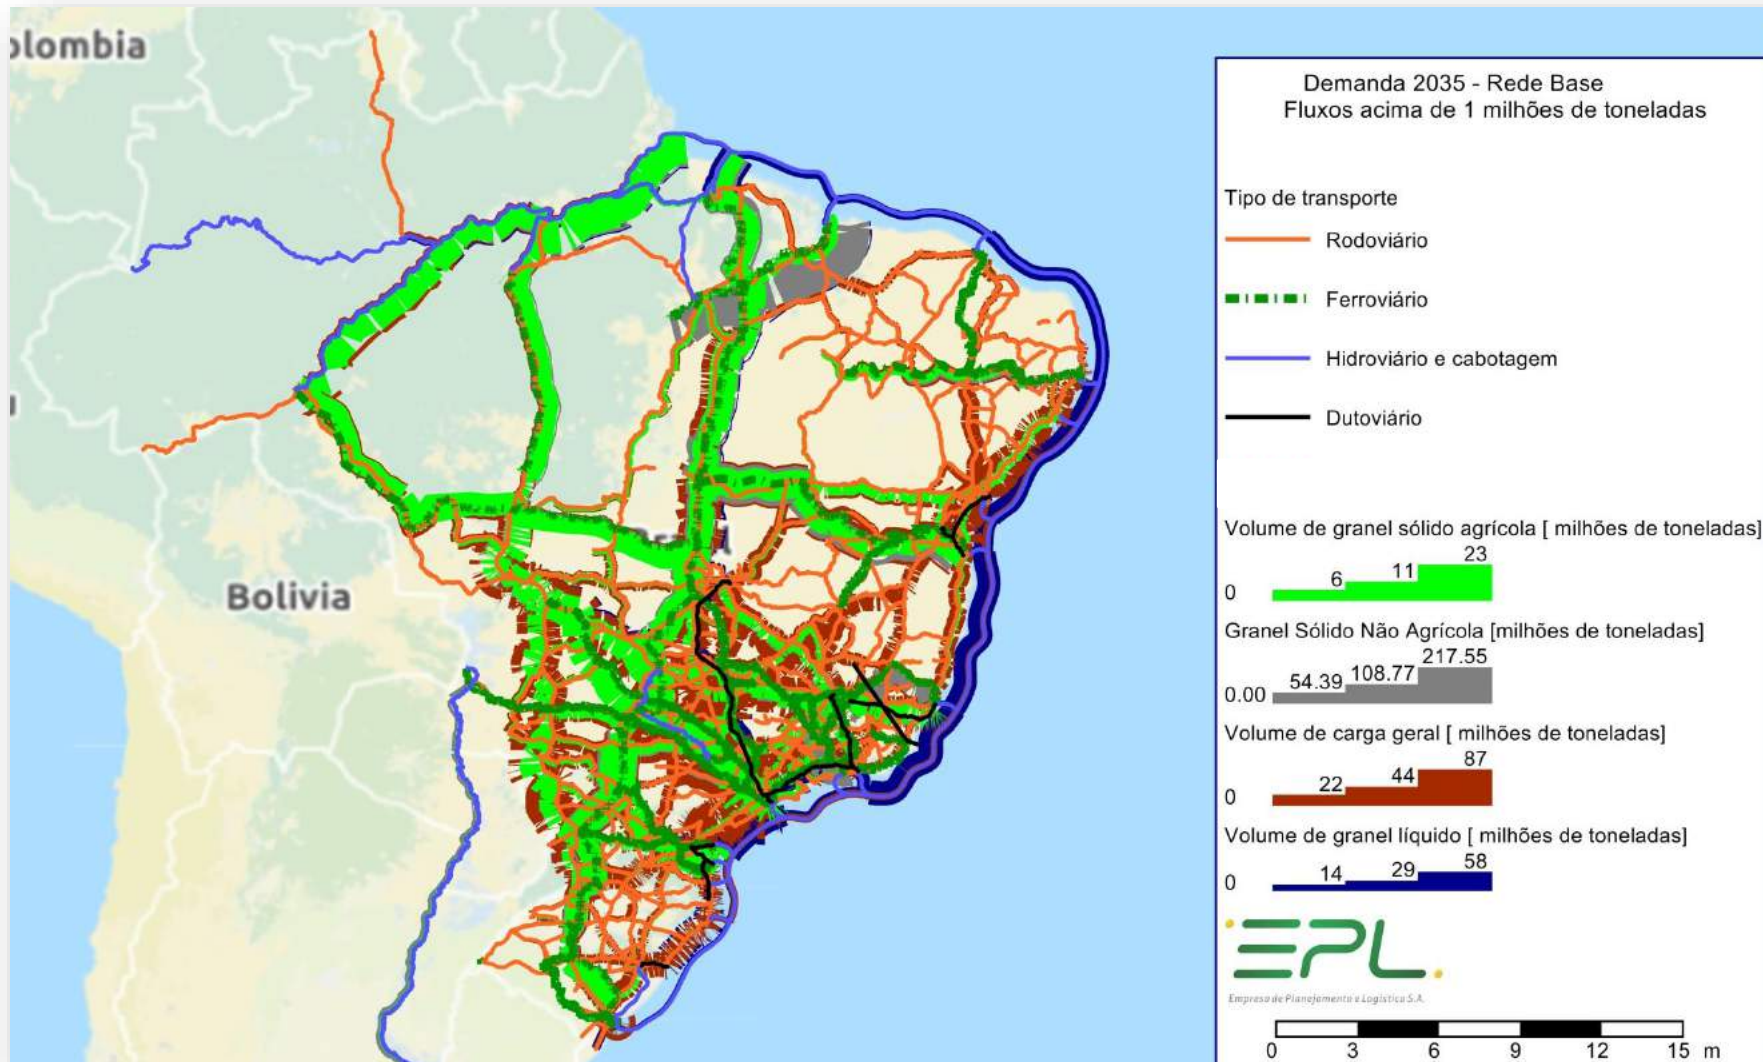 olombia
Bolivia
Demanda 2035 - Rede Base
Fluxos acima de 1 milhões de toneladas
Tipo de transporte
Rodoviário
Ferroviário
Hidroviário e cabotagem
Dutoviário
Volume de granel sólido agrícola [ milhões de toneladas]
0 6 11 23
Granel Sólido Não Agrícola [milhões de toneladas]
0.00 54.39 108.77 217.55
Volume de carga geral [ milhões de toneladas]
0 22 44 87
Volume de granel líquido [ milhões de toneladas]
0 14 29 58
EPL
Empresa de Planejamento e Logística S.A.
0 3 6 9 12 15 m